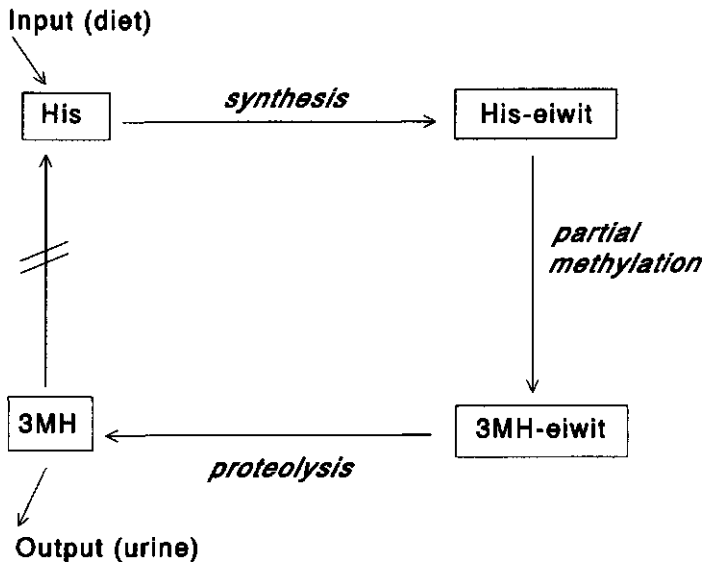 Input (diet)
His
synthesis
His-eiwit
partial
methylation
3MH
proteolysis
3MH-eiwit
Output (urine)